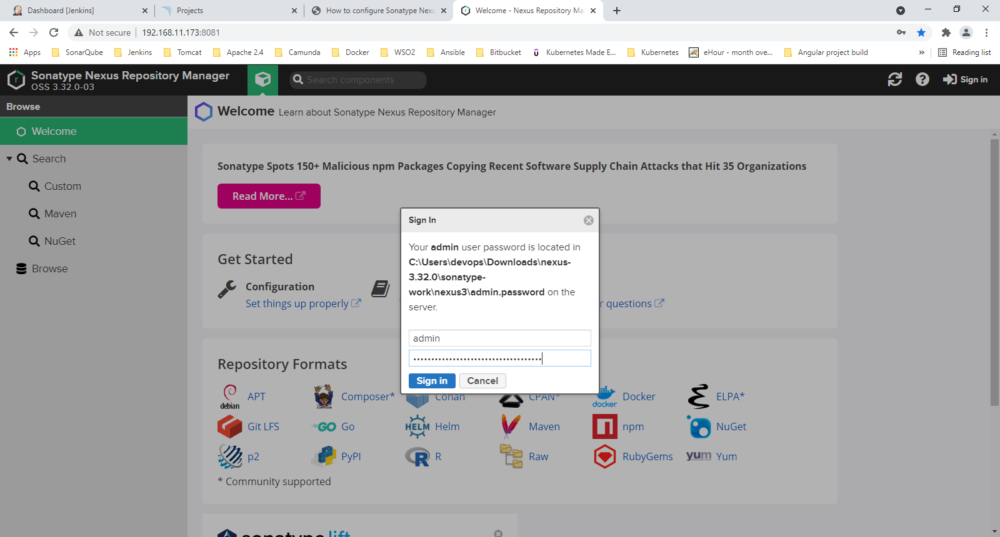 Dashboard [Jenkins]
Projects
How to configure Sonatype Nexu
Welcome - Nexus Repository Ma
Not secure
192.168.11.173:8081
Apps
SonarQube
Jenkins
Tomcat
Apache 2.4
Camunda
Docker
WSO2
Ansible
Bitbucket
Kubernetes Made E...
Kubernetes
eHour - month ove...
Angular project build
»
Reading list
Sonatype Nexus Repository Manager
OSS 3.32.0-03
Search components
Sign in
Browse
Welcome
Search
Custom
Maven
NuGet
Browse
Welcome Learn about Sonatype Nexus Repository Manager
Sonatype Spots 150+ Malicious npm Packages Copying Recent Software Supply Chain Attacks that Hit 35 Organizations
Read More...
Get Started
Configuration
Set things up properly
r questions
Sign In
Your admin user password is located in
C:\Users\devops\Downloads\nexus-
3.32.0\sonatype-
work\nexus3\admin.password on the
server.
admin
Sign in
Cancel
Repository Formats
debian
APT
COMPOSER
Composer*
Conan
CPAN*
docker
Docker
ELPA*
Git LFS
GO
Go
HELM
Helm
Maven
npm
NuGet
p2
PyPI
R
R
Raw
RubyGems
yum
Yum
* Community supported
sonatype lift